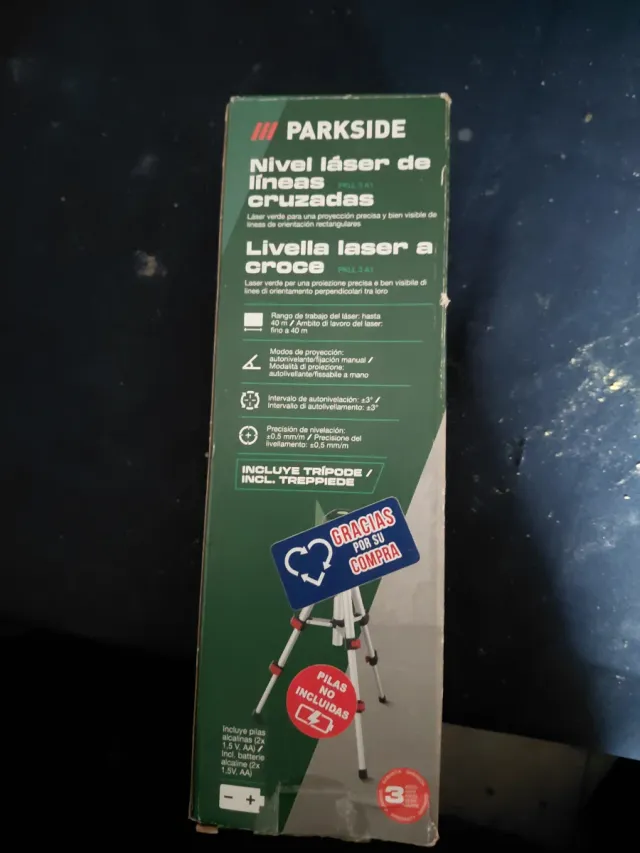 PARKSIDE
Nivel láser de
líneas
cruzadas
Láser verde para una proyección precisa y bien visible de
líneas de orientación rectangulares
Livella laser a
croce
Laser verde per una proiezione precisa e ben visibile di
linee di orientamento perpendicolari tra loro
Rango de trabajo del láser: hasta
40 m / Ambito di lavoro del laser:
fino a 40 m
Modos de proyección:
autonivelante/fijación manual /
Modalità di proiezione:
autolivellante/fissabile a mano
Intervalo de autonivelación: ±3° /
Intervallo di autolivellamento: ±3°
Precisión de nivelación:
±0,5 mm/m / Precisione del
livellamento: ±0,5 mm/m
INCLUYE TRÍPODE /
INCL. TREPPIEDE
GRACIAS
POR SU
COMPRA
PILAS
NO
INCLUIDAS
Incluye pilas
alcalinas (2x
1,5 V, AA) /
Incl. batterie
alcaline (2x
1,5V, AA)
- +
3